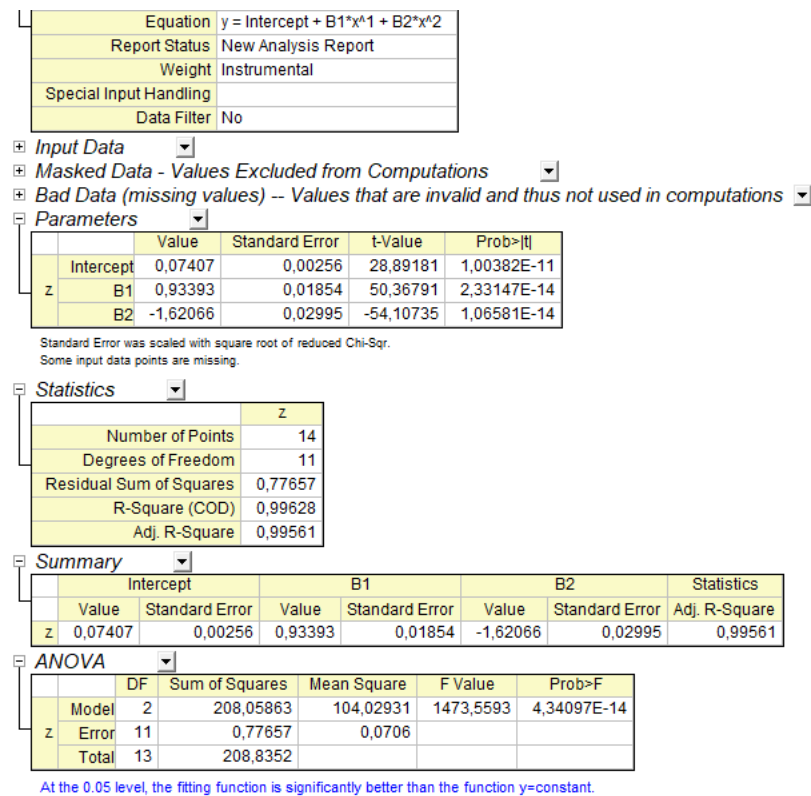 Equation y = Intercept + B1*x^1 + B2*x^2
Report Status New Analysis Report
Weight Instrumental
Special Input Handling
Data Filter No
Input Data
Masked Data - Values Excluded from Computations
Bad Data (missing values) -- Values that are invalid and thus not used in computations
Parameters
Value Standard Error t-Value Prob>|t|
Intercept 0,07407 0,00256 28,89181 1,00382E-11
z B1 0,93393 0,01854 50,36791 2,33147E-14
B2 -1,62066 0,02995 -54,10735 1,06581E-14
Standard Error was scaled with square root of reduced Chi-Sqr.
Some input data points are missing.
Statistics
z
Number of Points 14
Degrees of Freedom 11
Residual Sum of Squares 0,77657
R-Square (COD) 0,99628
Adj. R-Square 0,99561
Summary
Intercept B1 B2 Statistics
Value Standard Error Value Standard Error Value Standard Error Adj. R-Square
z 0,07407 0,00256 0,93393 0,01854 -1,62066 0,02995 0,99561
ANOVA
DF Sum of Squares Mean Square F Value Prob>F
Model 2 208,05863 104,02931 1473,5593 4,34097E-14
z Error 11 0,77657 0,0706
Total 13 208,8352
At the 0.05 level, the fitting function is significantly better than the function y=constant.